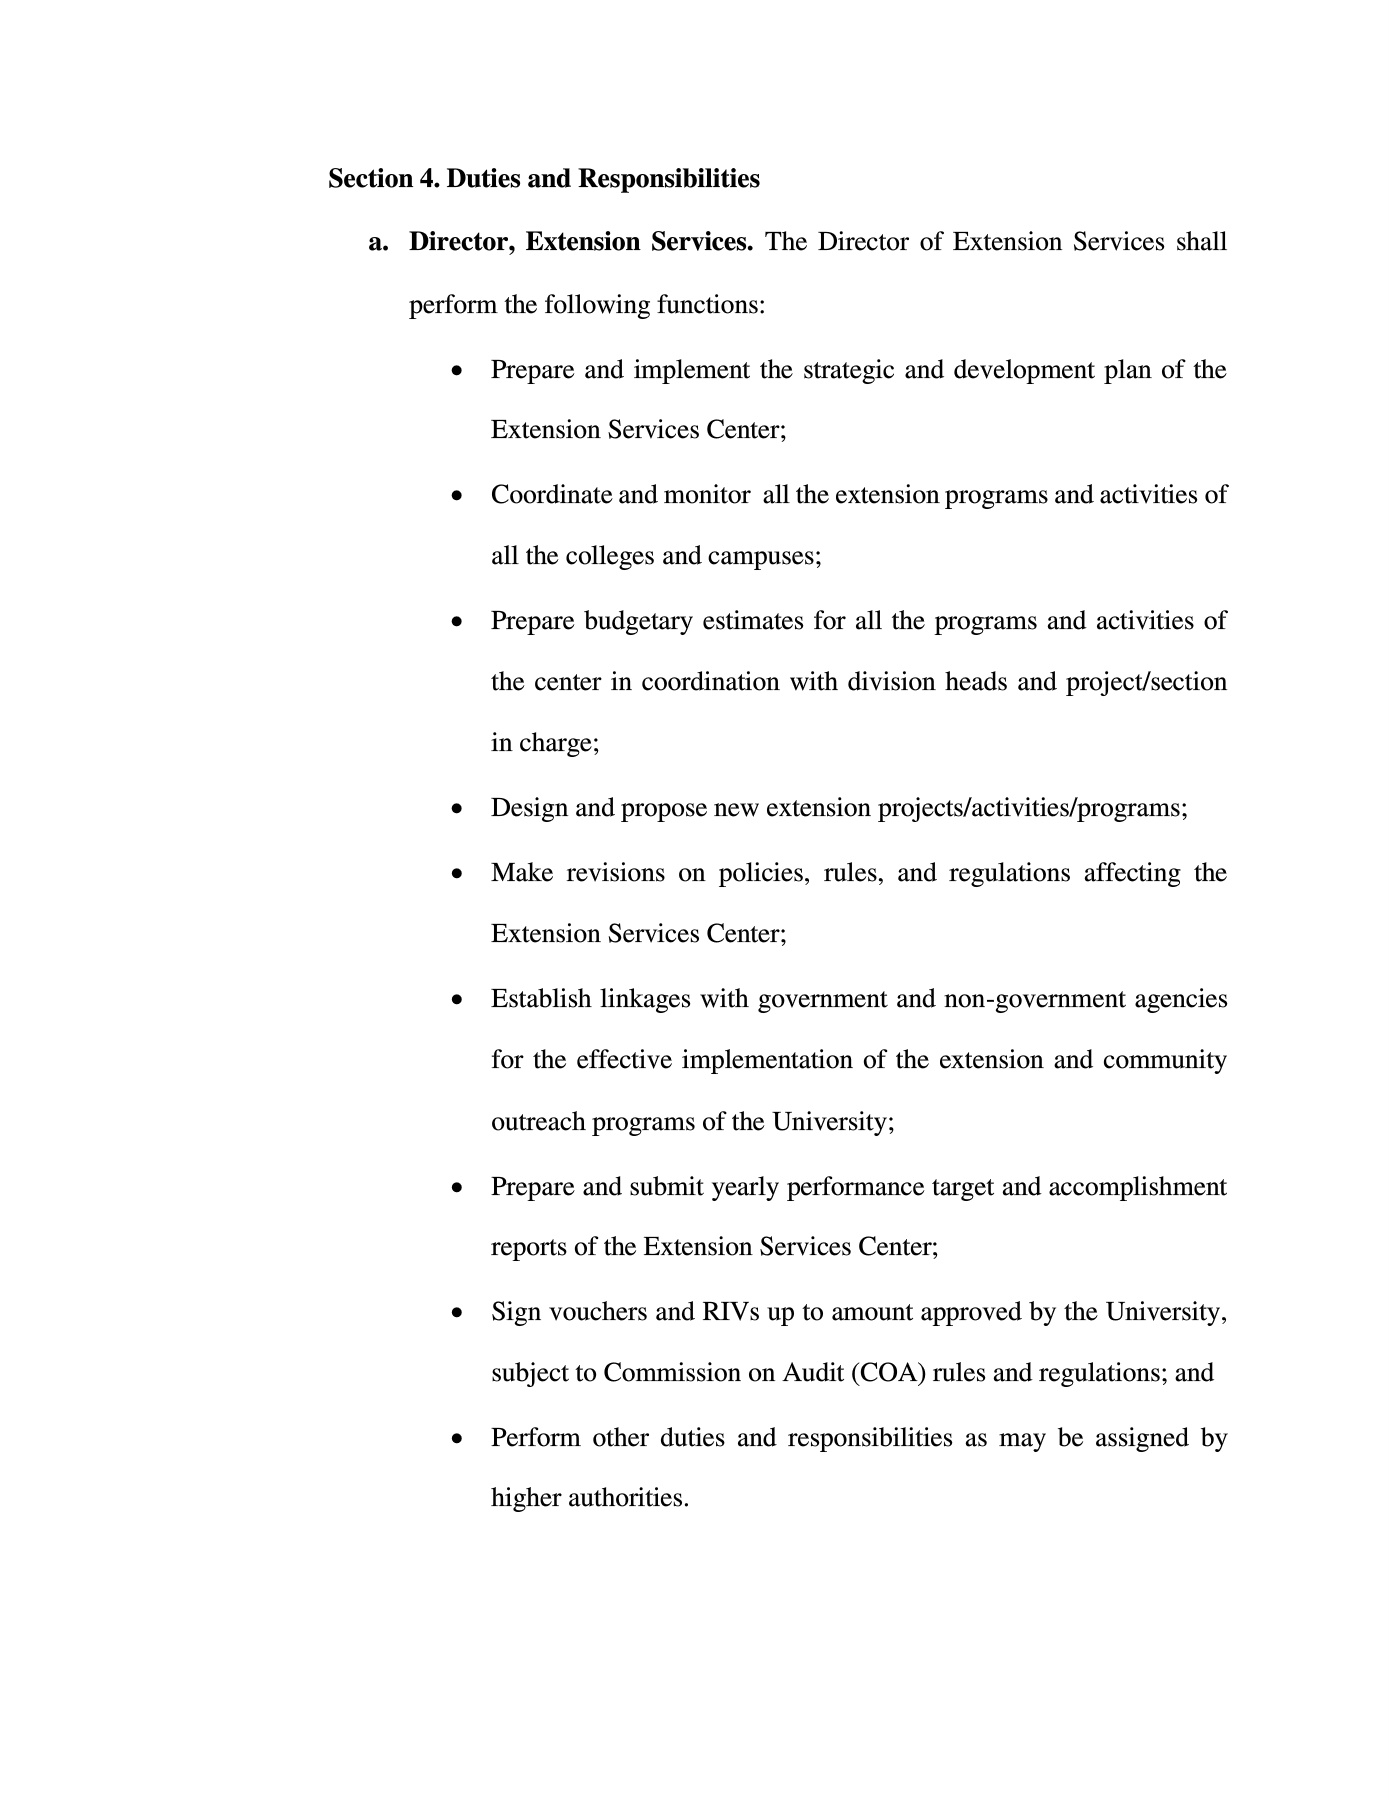 Section 4. Duties and Responsibilities
a. Director, Extension Services. The Director of Extension Services shall
perform the following functions:
• Prepare and implement the strategic and development plan of the
Extension Services Center;
• Coordinate and monitor  all the extension programs and activities of
all the colleges and campuses;
• Prepare budgetary estimates for all the programs and activities of
the center in coordination with division heads and project/section
in charge;
• Design and propose new extension projects/activities/programs;
• Make revisions on policies, rules, and regulations affecting the
Extension Services Center;
• Establish linkages with government and non-government agencies
for the effective implementation of the extension and community
outreach programs of the University;
• Prepare and submit yearly performance target and accomplishment
reports of the Extension Services Center;
• Sign vouchers and RIVs up to amount approved by the University,
subject to Commission on Audit (COA) rules and regulations; and
• Perform other duties and responsibilities as may be assigned by
higher authorities.